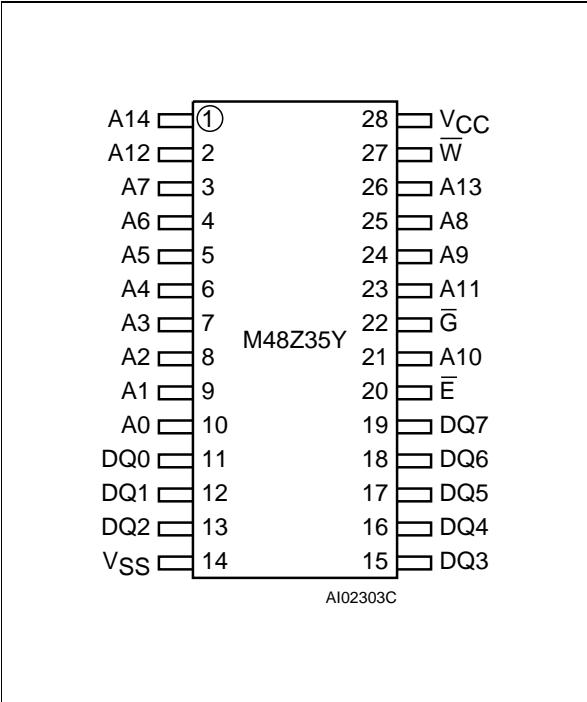 A14 1 28 VCC
A12 2 27 W̅
A7 3 26 A13
A6 4 25 A8
A5 5 24 A9
A4 6 23 A11
A3 7 22 G̅
M48Z35Y
A2 8 21 A10
A1 9 20 E̅
A0 10 19 DQ7
DQ0 11 18 DQ6
DQ1 12 17 DQ5
DQ2 13 16 DQ4
VSS 14 15 DQ3
AI02303C